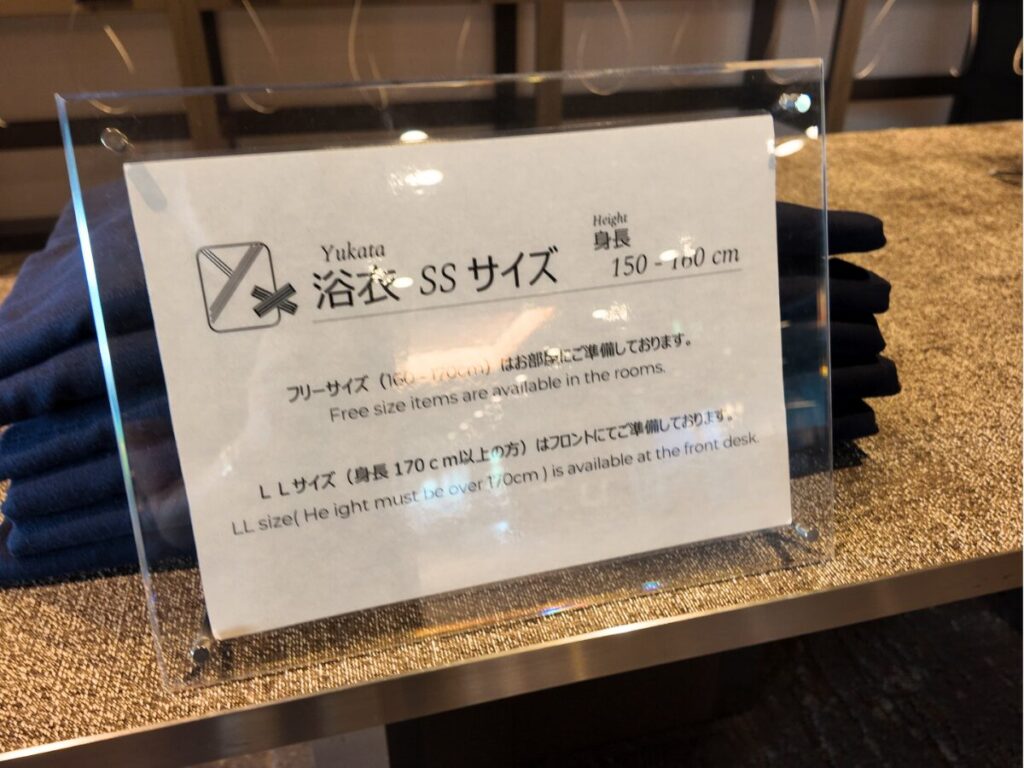 Yukata
浴衣 SS サイズ
Height
身長
150 - 160 cm
フリーサイズ（160 - 170cm）はお部屋にご準備しております。
Free size items are available in the rooms.
ＬＬサイズ（身長 170ｃｍ以上の方）はフロントにてご準備しております。
LL size( He ight must be over 170cm ) is available at the front desk.